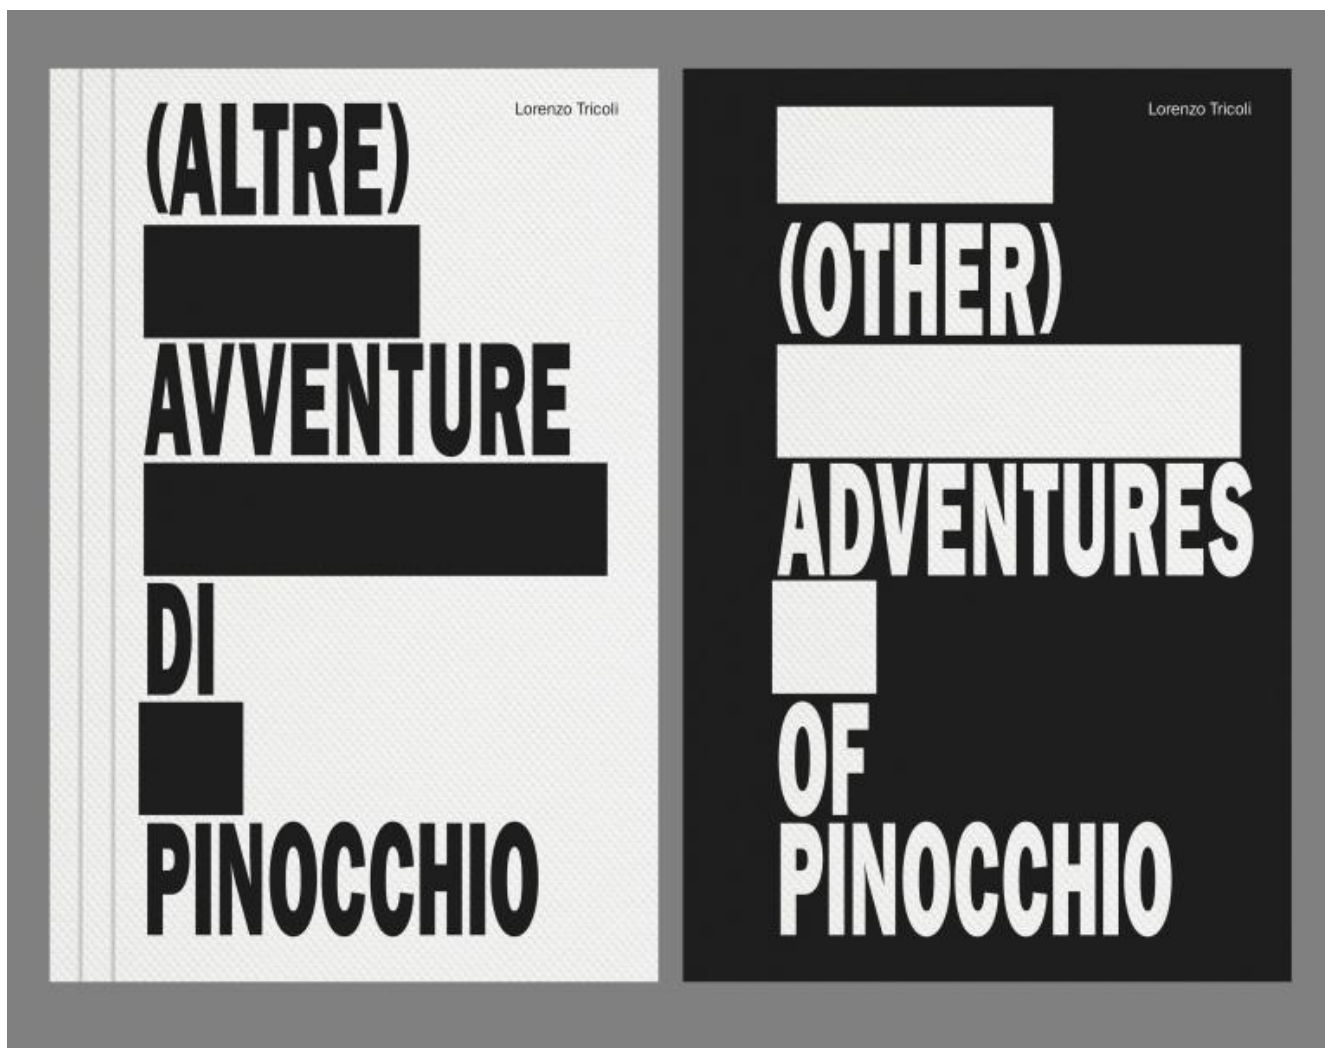 Lorenzo Tricoli
(ALTRE)
AVVENTURE
DI
PINOCCHIO
Lorenzo Tricoli
(OTHER)
ADVENTURES
OF
PINOCCHIO